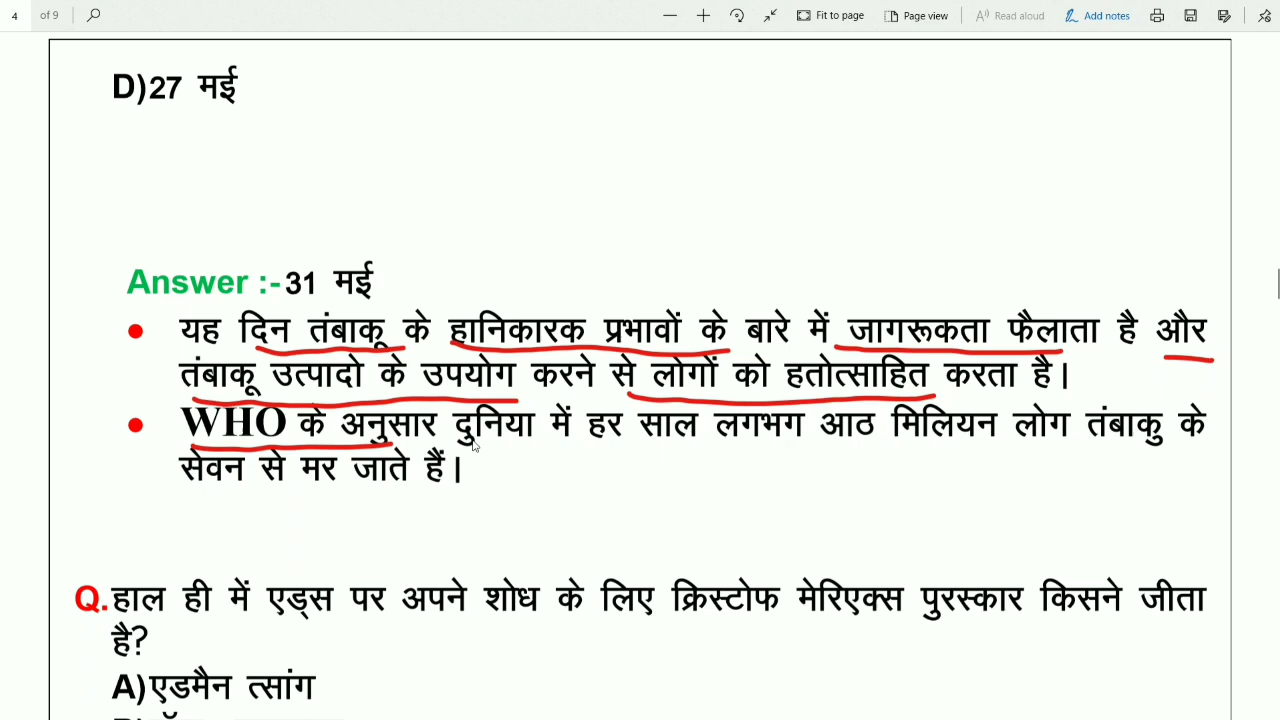 4 of 9 Fit to page Page view Read aloud Add notes
D)27 मई
Answer :-31 मई
यह दिन तंबाकू के हानिकारक प्रभावों के बारे में जागरूकता फैलाता है और
तंबाकू उत्पादो के उपयोग करने से लोगों को हतोत्साहित करता है।
WHO के अनुसार दुनिया में हर साल लगभग आठ मिलियन लोग तंबाकु के
सेवन से मर जाते हैं।
Q.हाल ही में एड्स पर अपने शोध के लिए क्रिस्टोफ मेरिएक्स पुरस्कार किसने जीता
है?
A)एडमैन त्सांग